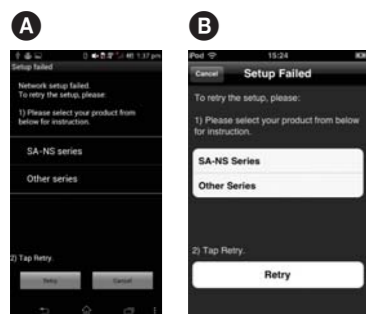 A
1:37 pm
Setup failed
Network setup failed.
To retry the setup, please:
1) Please select your product from
below for instruction.
SA-NS series
Other series
2) Tap Retry.
Retry
Cancel
B
iPod
15:24
Cancel
Setup Failed
To retry the setup, please:
1) Please select your product from below
for instruction.
SA-NS Series
Other Series
2) Tap Retry.
Retry